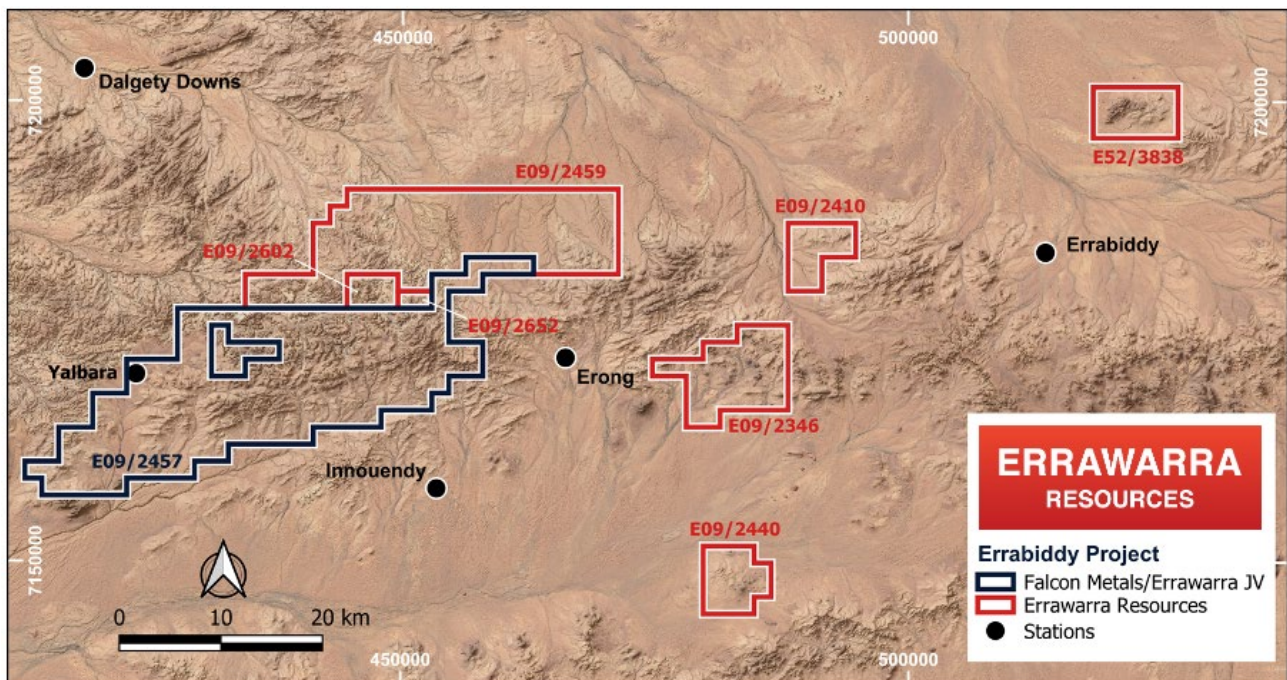 450000
500000
Dalgety Downs
7200000
7200000
E52/3838
E09/2459
E09/2410
E09/2602
Errabiddy
E09/2652
Yalbara
Erong
E09/2346
E09/2457
Innouendy
ERRAWARRA
RESOURCES
E09/2440
Errabiddy Project
7150000
Falcon Metals/Errawarra JV
Errawarra Resources
Stations
0 10 20 km
450000
500000